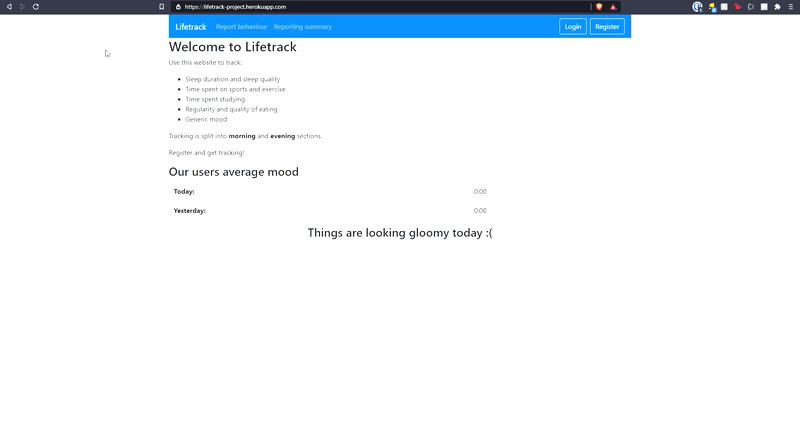 https://lifetrack-project.herokuapp.com
Lifetrack Report behaviour Reporting summary Login Register
Welcome to Lifetrack
Use this website to track:
Sleep duration and sleep quality
Time spent on sports and exercise
Time spent studying
Regularity and quality of eating
Generic mood
Tracking is split into morning and evening sections.
Register and get tracking!
Our users average mood
Today: 0.00
Yesterday: 0.00
Things are looking gloomy today :(